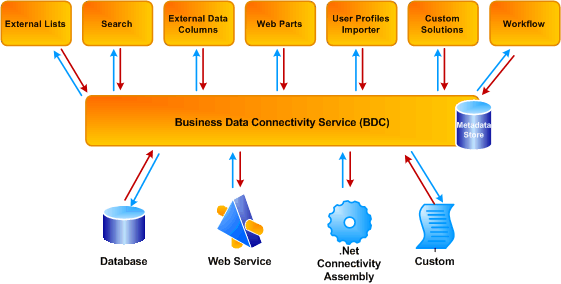 External Lists
Search
External Data
Columns
Web Parts
User Profiles
Importer
Custom
Solutions
Workflow
Business Data Connectivity Service (BDC)
Metadata
Store
Database
Web Service
.Net
Connectivity
Assembly
Custom